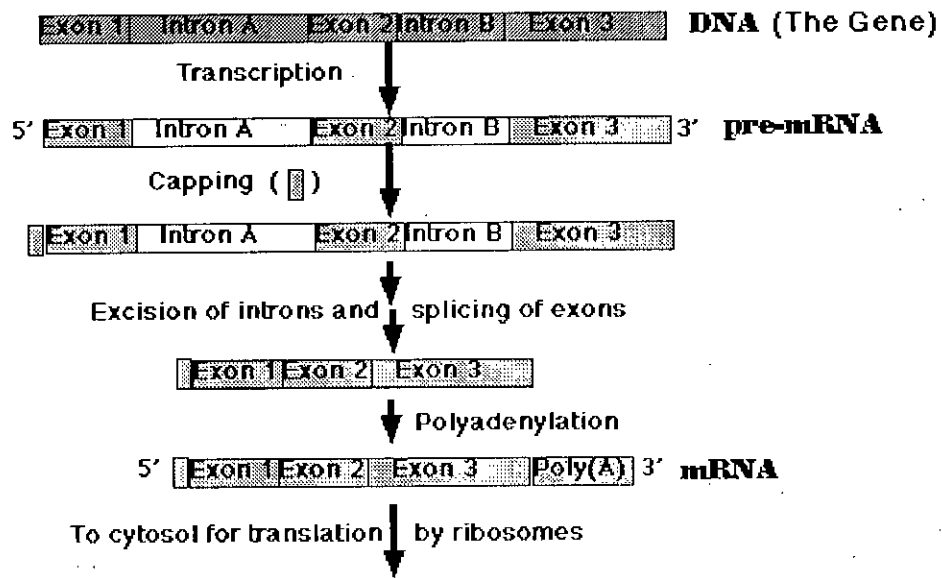 Exon 1 Intron A Exon 2 Intron B Exon 3 DNA (The Gene)
Transcription
5' Exon 1 Intron A Exon 2 Intron B Exon 3 3' pre-mRNA
Capping ( )
Exon 1 Intron A Exon 2 Intron B Exon 3
Excision of introns and splicing of exons
Exon 1 Exon 2 Exon 3
Polyadenylation
5' Exon 1 Exon 2 Exon 3 Poly(A) 3' mRNA
To cytosol for translation by ribosomes